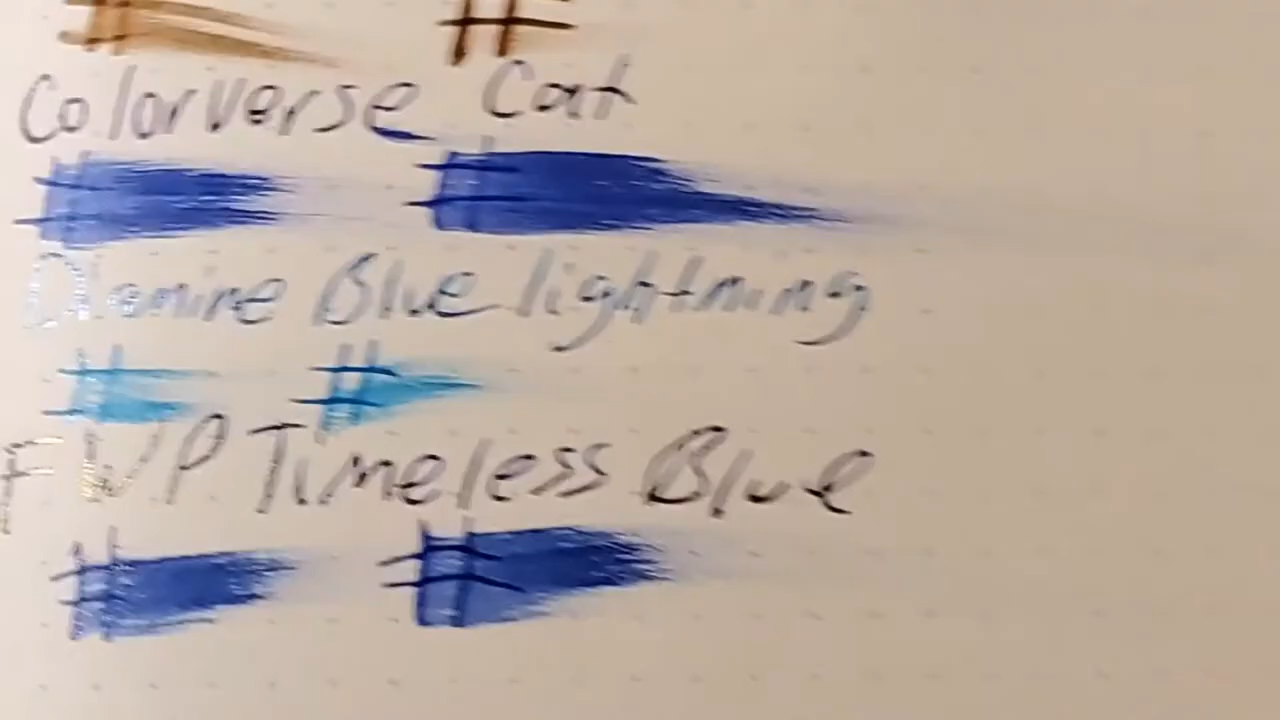 #
Colorverse Cat
# #
Diamine Blue lightning
# #
FWP Timeless Blue
# #